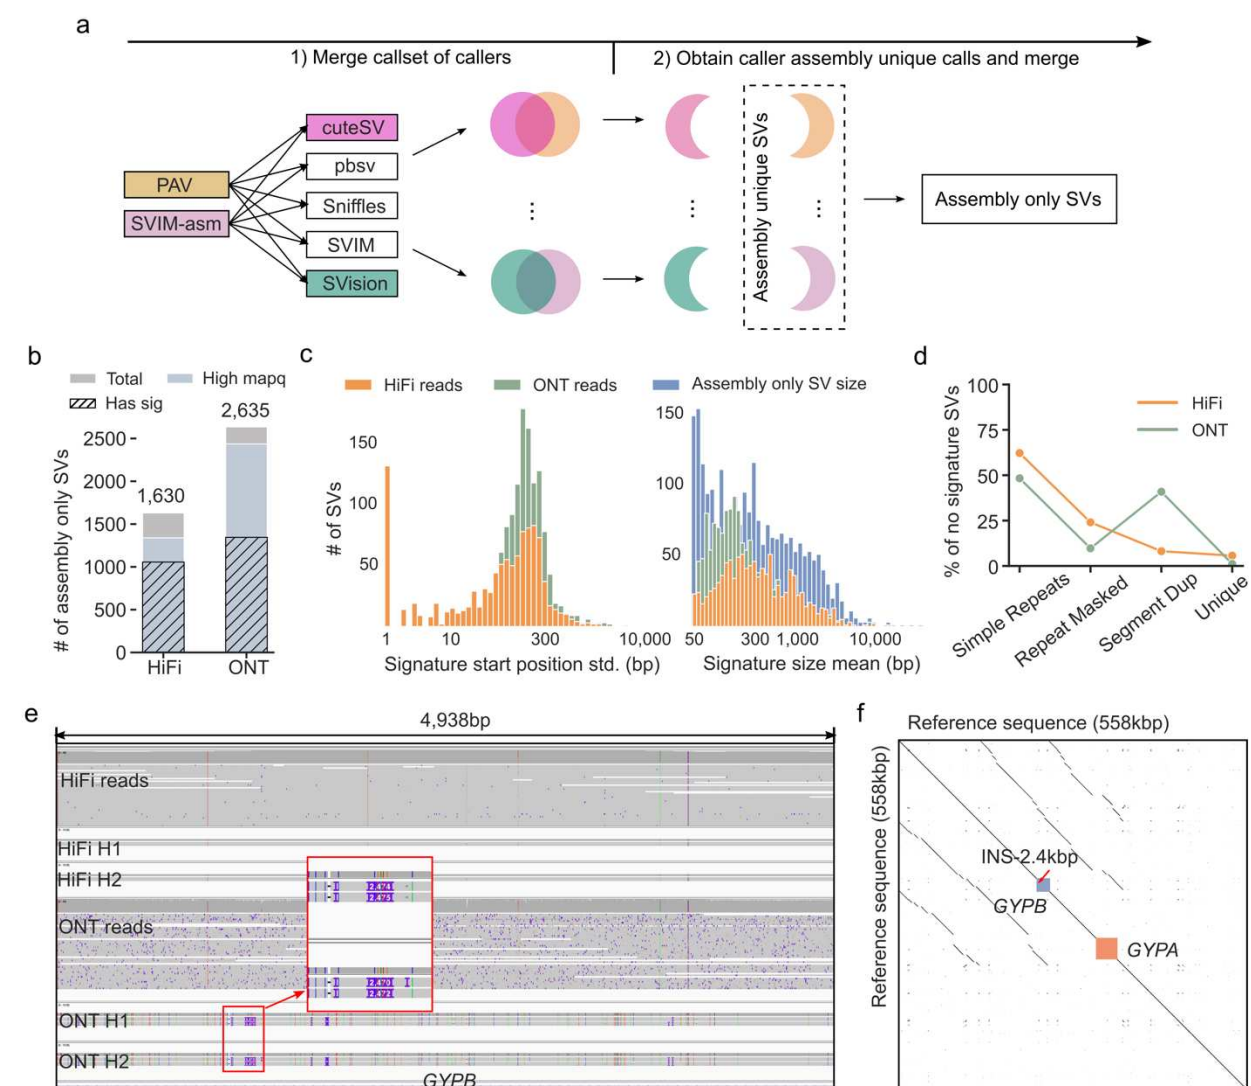 a
1) Merge callset of callers
2) Obtain caller assembly unique calls and merge
cuteSV
pbsv
PAV
Sniffles
SVIM-asm
SVIM
SVision
Assembly unique SVs
Assembly only SVs
b
Total
High mapq
Has sig
2,635
1,630
# of assembly only SVs
2500
2000
1500
1000
500
0
HiFi
ONT
c
HiFi reads
ONT reads
Assembly only SV size
# of SVs
150
100
50
1
10
300
10,000
Signature start position std. (bp)
150
100
50
50
300
1,000
10,000
Signature size mean (bp)
d
% of no signature SVs
100
75
50
25
0
HiFi
ONT
Simple Repeats
Repeat Masked
Segment Dup
Unique
e
4,938bp
HiFi reads
HiFi H1
HiFi H2
ONT reads
ONT H1
ONT H2
GYPB
f
Reference sequence (558kbp)
Reference sequence (558kbp)
INS-2.4kbp
GYPB
GYPA